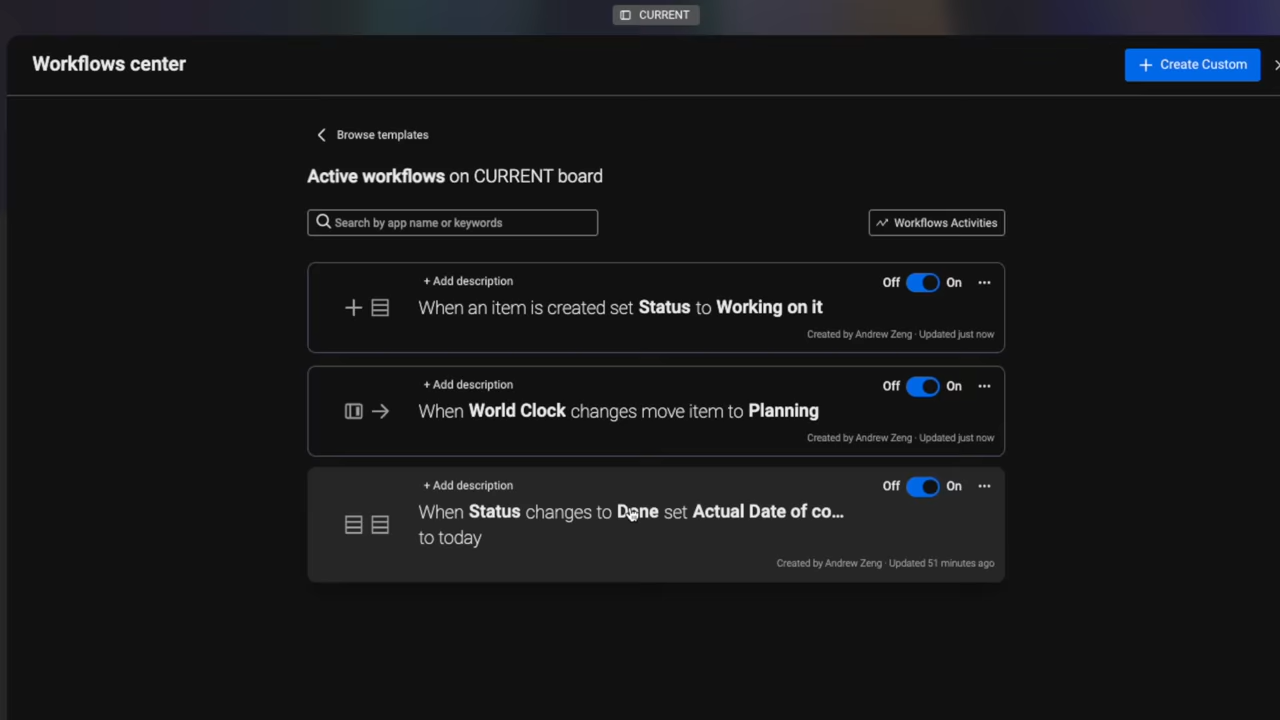 CURRENT
Workflows center
+ Create Custom
Browse templates
Active workflows on CURRENT board
Search by app name or keywords
Workflows Activities
+ Add description
Off On
When an item is created set Status to Working on it
Created by Andrew Zeng · Updated just now
+ Add description
Off On
When World Clock changes move item to Planning
Created by Andrew Zeng · Updated just now
+ Add description
Off On
When Status changes to Done set Actual Date of co...
to today
Created by Andrew Zeng · Updated 51 minutes ago